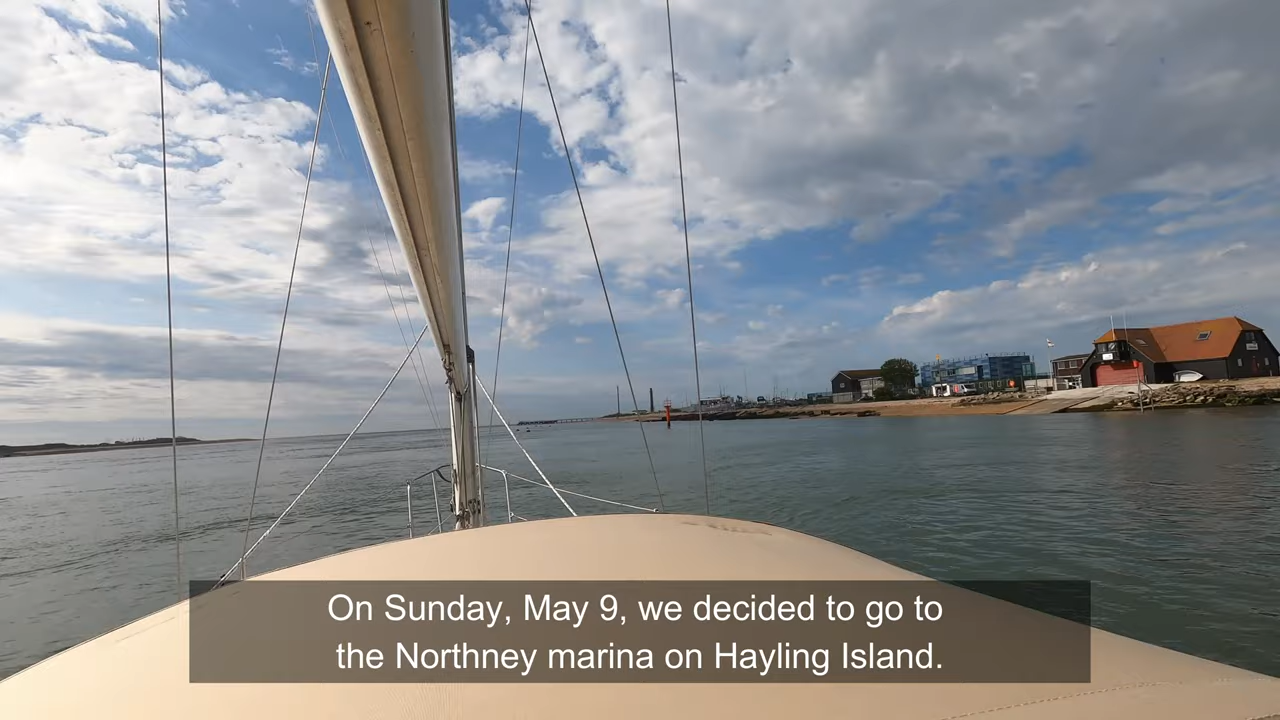 On Sunday, May 9, we decided to go to
the Northney marina on Hayling Island.